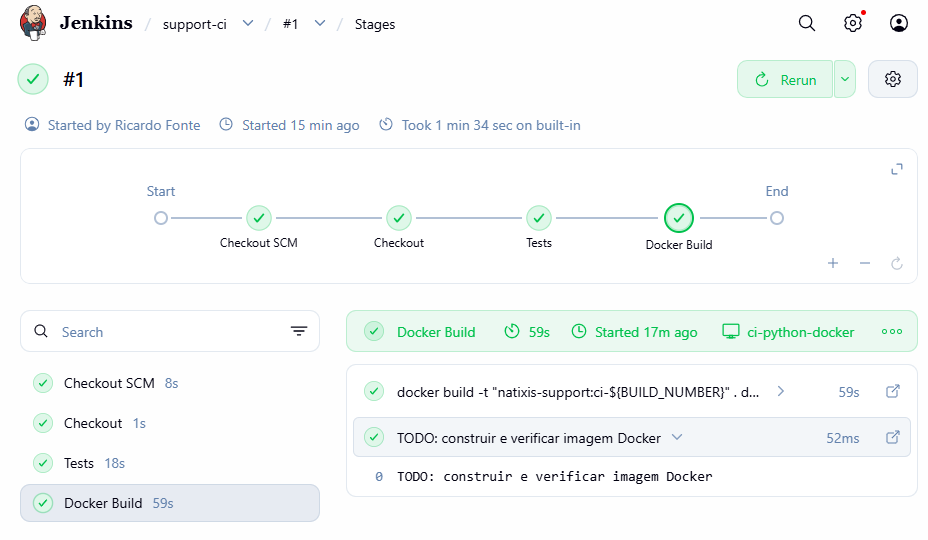 Jenkins / support-ci / #1 / Stages
#1
Rerun
Started by Ricardo Fonte Started 15 min ago Took 1 min 34 sec on built-in
Start End
Checkout SCM Checkout Tests Docker Build
Search
Docker Build 59s Started 17m ago ci-python-docker
Checkout SCM 8s
Checkout 1s
Tests 18s
Docker Build 59s
docker build -t "natixis-support:ci-${BUILD_NUMBER}" . d... 59s
TODO: construir e verificar imagem Docker 52ms
0 TODO: construir e verificar imagem Docker